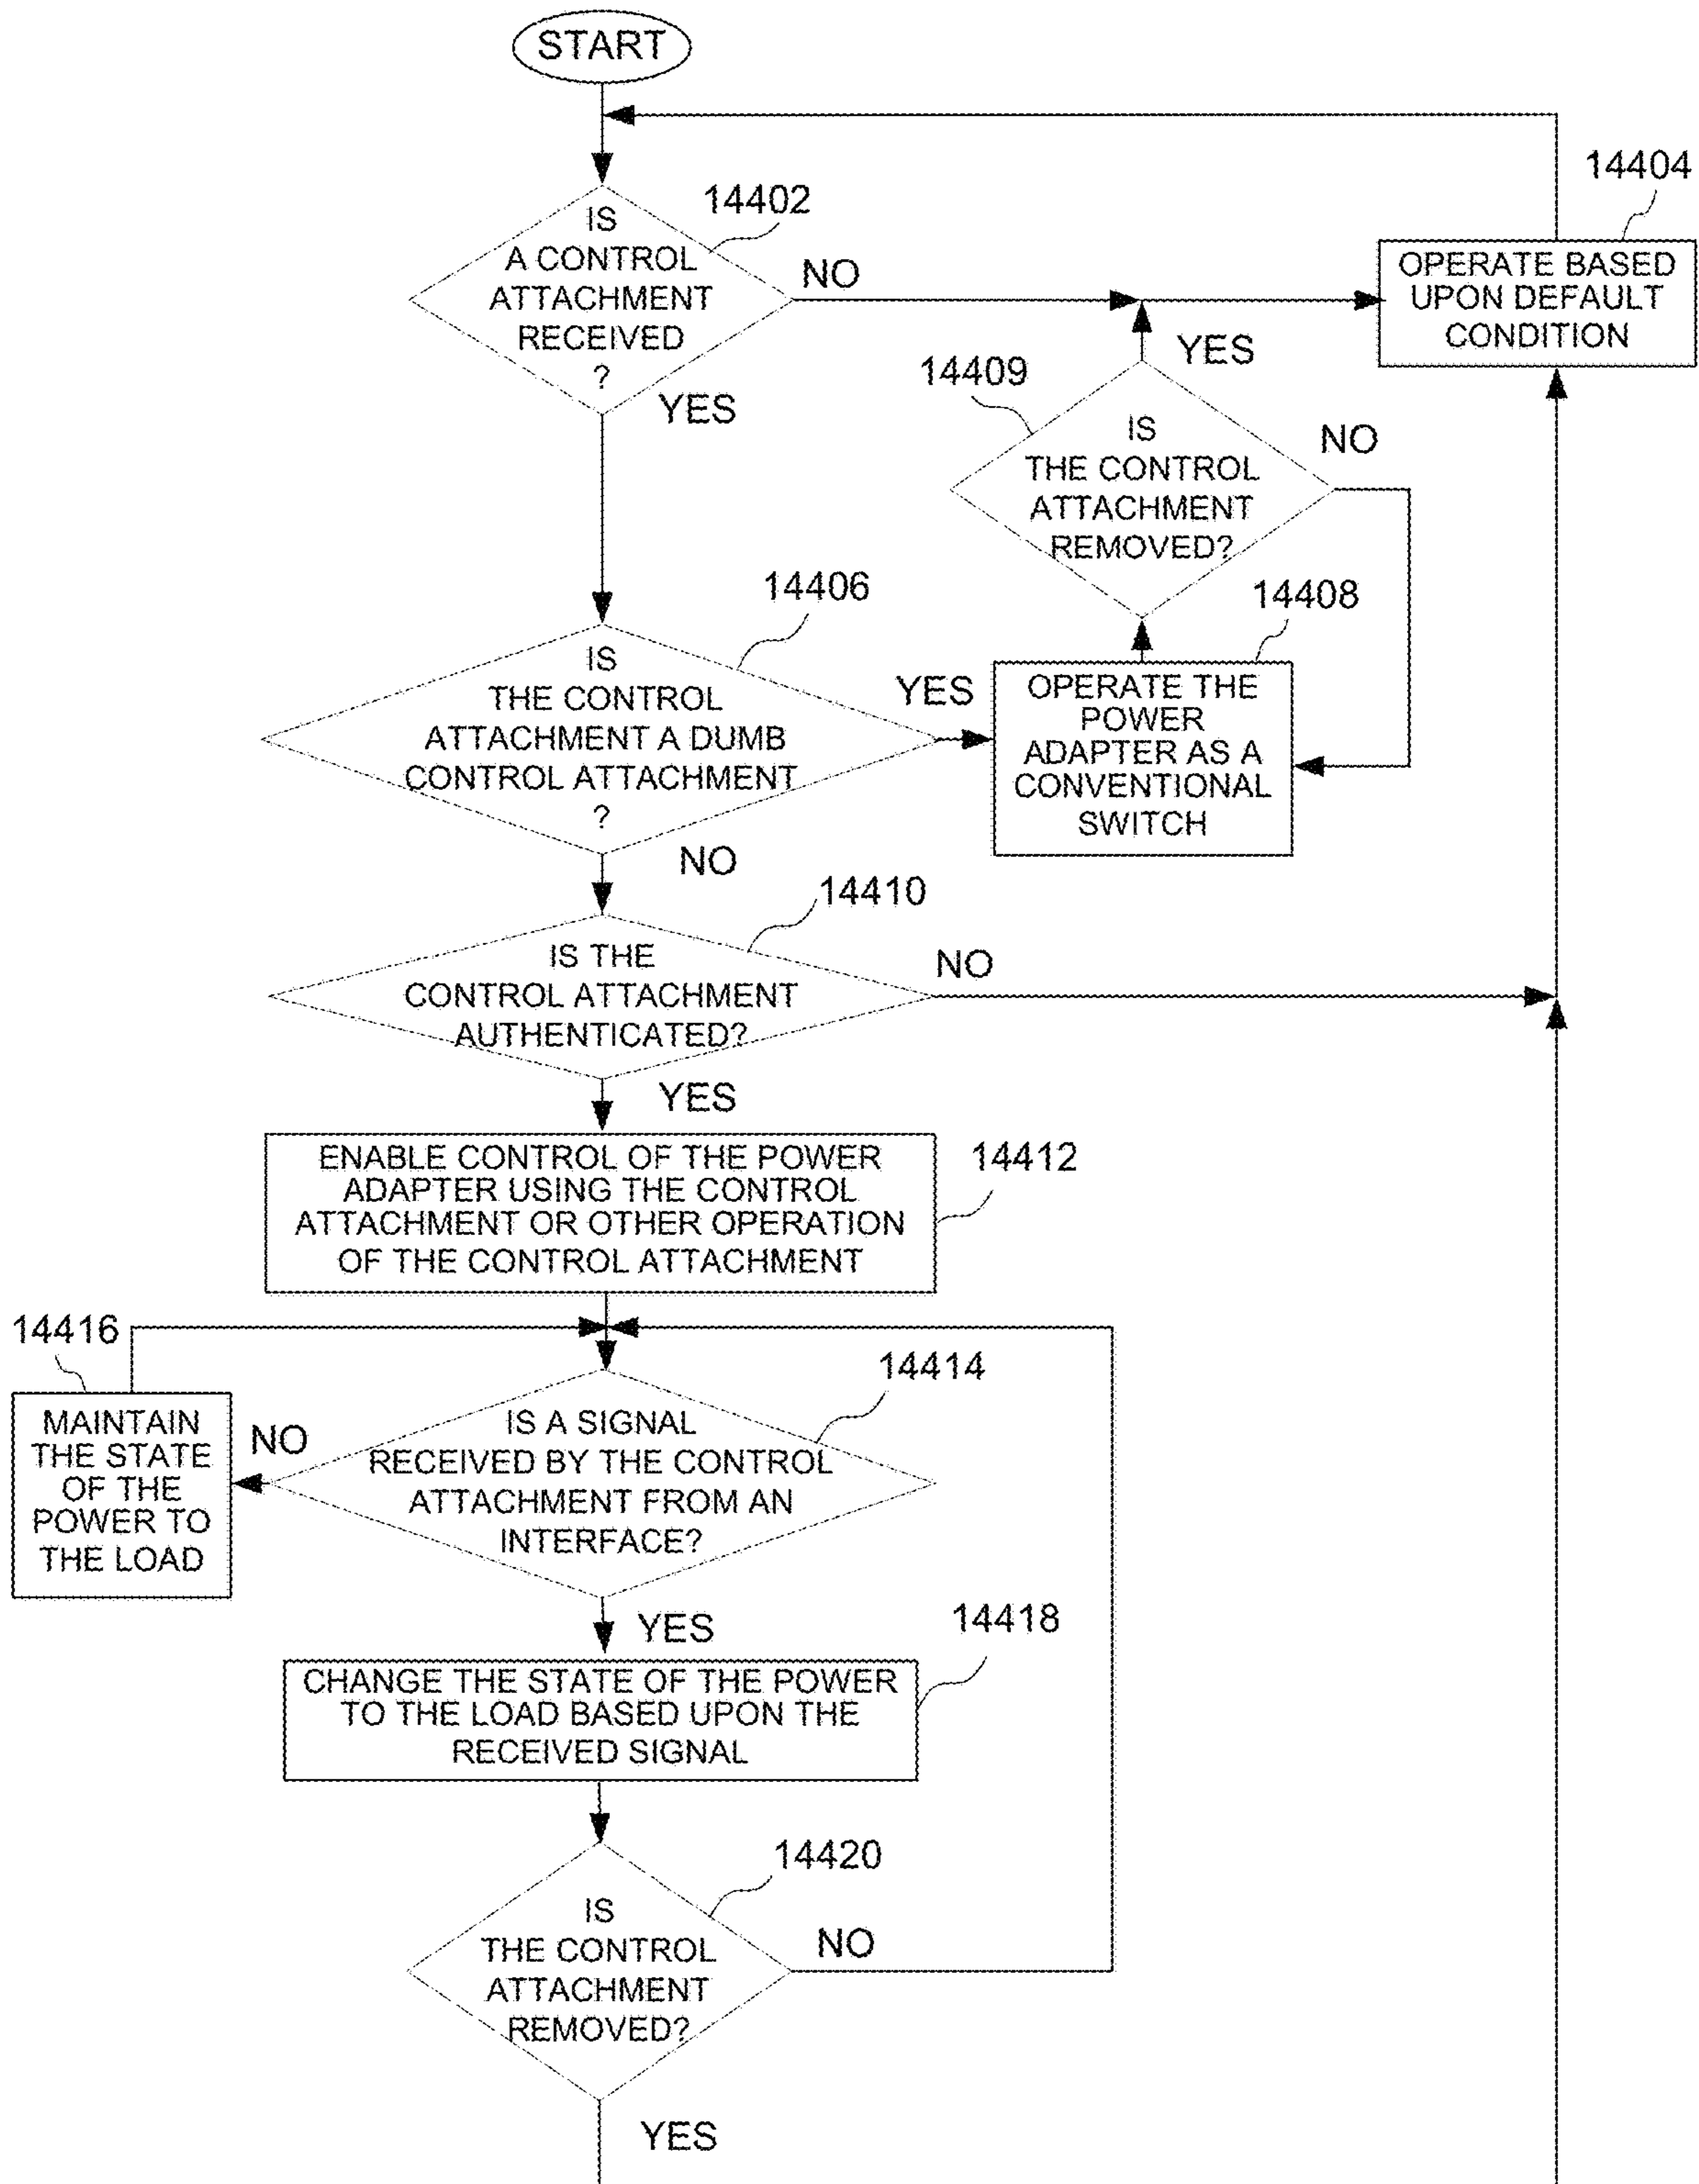 START
14402
14404
IS
A CONTROL
ATTACHMENT
RECEIVED
?
NO
YES
OPERATE BASED
UPON DEFAULT
CONDITION
YES
14409
IS
THE CONTROL
ATTACHMENT
REMOVED?
NO
14406
14408
IS
THE CONTROL
ATTACHMENT A DUMB
CONTROL ATTACHMENT
?
YES
NO
OPERATE THE
POWER
ADAPTER AS A
CONVENTIONAL
SWITCH
14410
IS THE
CONTROL ATTACHMENT
AUTHENTICATED?
NO
YES
ENABLE CONTROL OF THE POWER
ADAPTER USING THE CONTROL
ATTACHMENT OR OTHER OPERATION
OF THE CONTROL ATTACHMENT
14412
14416
14414
MAINTAIN
THE STATE
OF THE
POWER TO
THE LOAD
NO
IS A SIGNAL
RECEIVED BY THE CONTROL
ATTACHMENT FROM AN
INTERFACE?
YES
14418
CHANGE THE STATE OF THE POWER
TO THE LOAD BASED UPON THE
RECEIVED SIGNAL
14420
IS
THE CONTROL
ATTACHMENT
REMOVED?
NO
YES